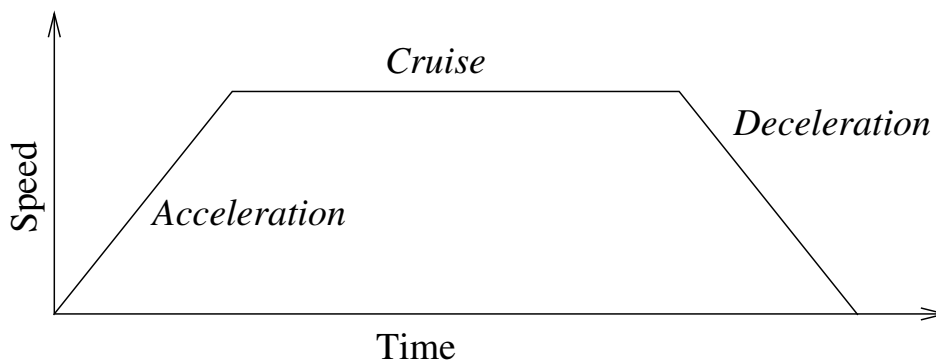 Cruise
Deceleration
Speed
Acceleration
Time